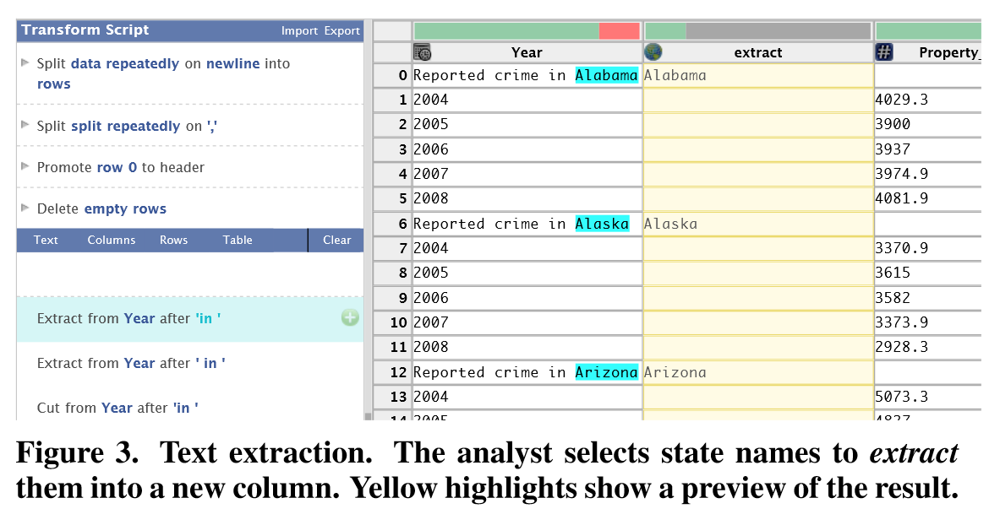 Transform Script Import Export
Split data repeatedly on newline into
rows
Split split repeatedly on ','
Promote row 0 to header
Delete empty rows
Text Columns Rows Table Clear
Extract from Year after 'in '
Extract from Year after ' in '
Cut from Year after 'in '
Year extract # Property_
0 Reported crime in Alabama Alabama
1 2004 4029.3
2 2005 3900
3 2006 3937
4 2007 3974.9
5 2008 4081.9
6 Reported crime in Alaska Alaska
7 2004 3370.9
8 2005 3615
9 2006 3582
10 2007 3373.9
11 2008 2928.3
12 Reported crime in Arizona Arizona
13 2004 5073.3
14 2005 4827
Figure 3. Text extraction. The analyst selects state names to extract
them into a new column. Yellow highlights show a preview of the result.